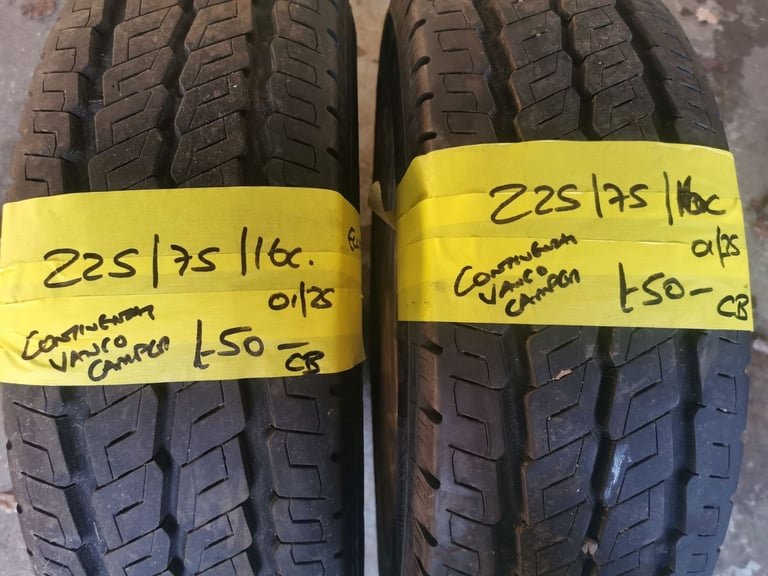 225/75/16c.
01/25
CONTINENTAL
VANCO
CAMPER
£50-
CB
225/75/16c
01/25
CONTINENTAL
VANCO
CAMPER
£50-
CB